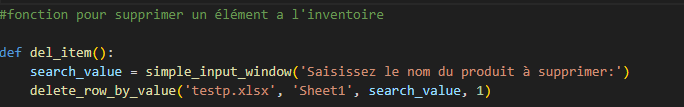 #fonction pour supprimer un élément a l'inventoire
def del_item():
search_value = simple_input_window('Saisissez le nom du produit à supprimer:')
delete_row_by_value('testp.xlsx', 'Sheet1', search_value, 1)